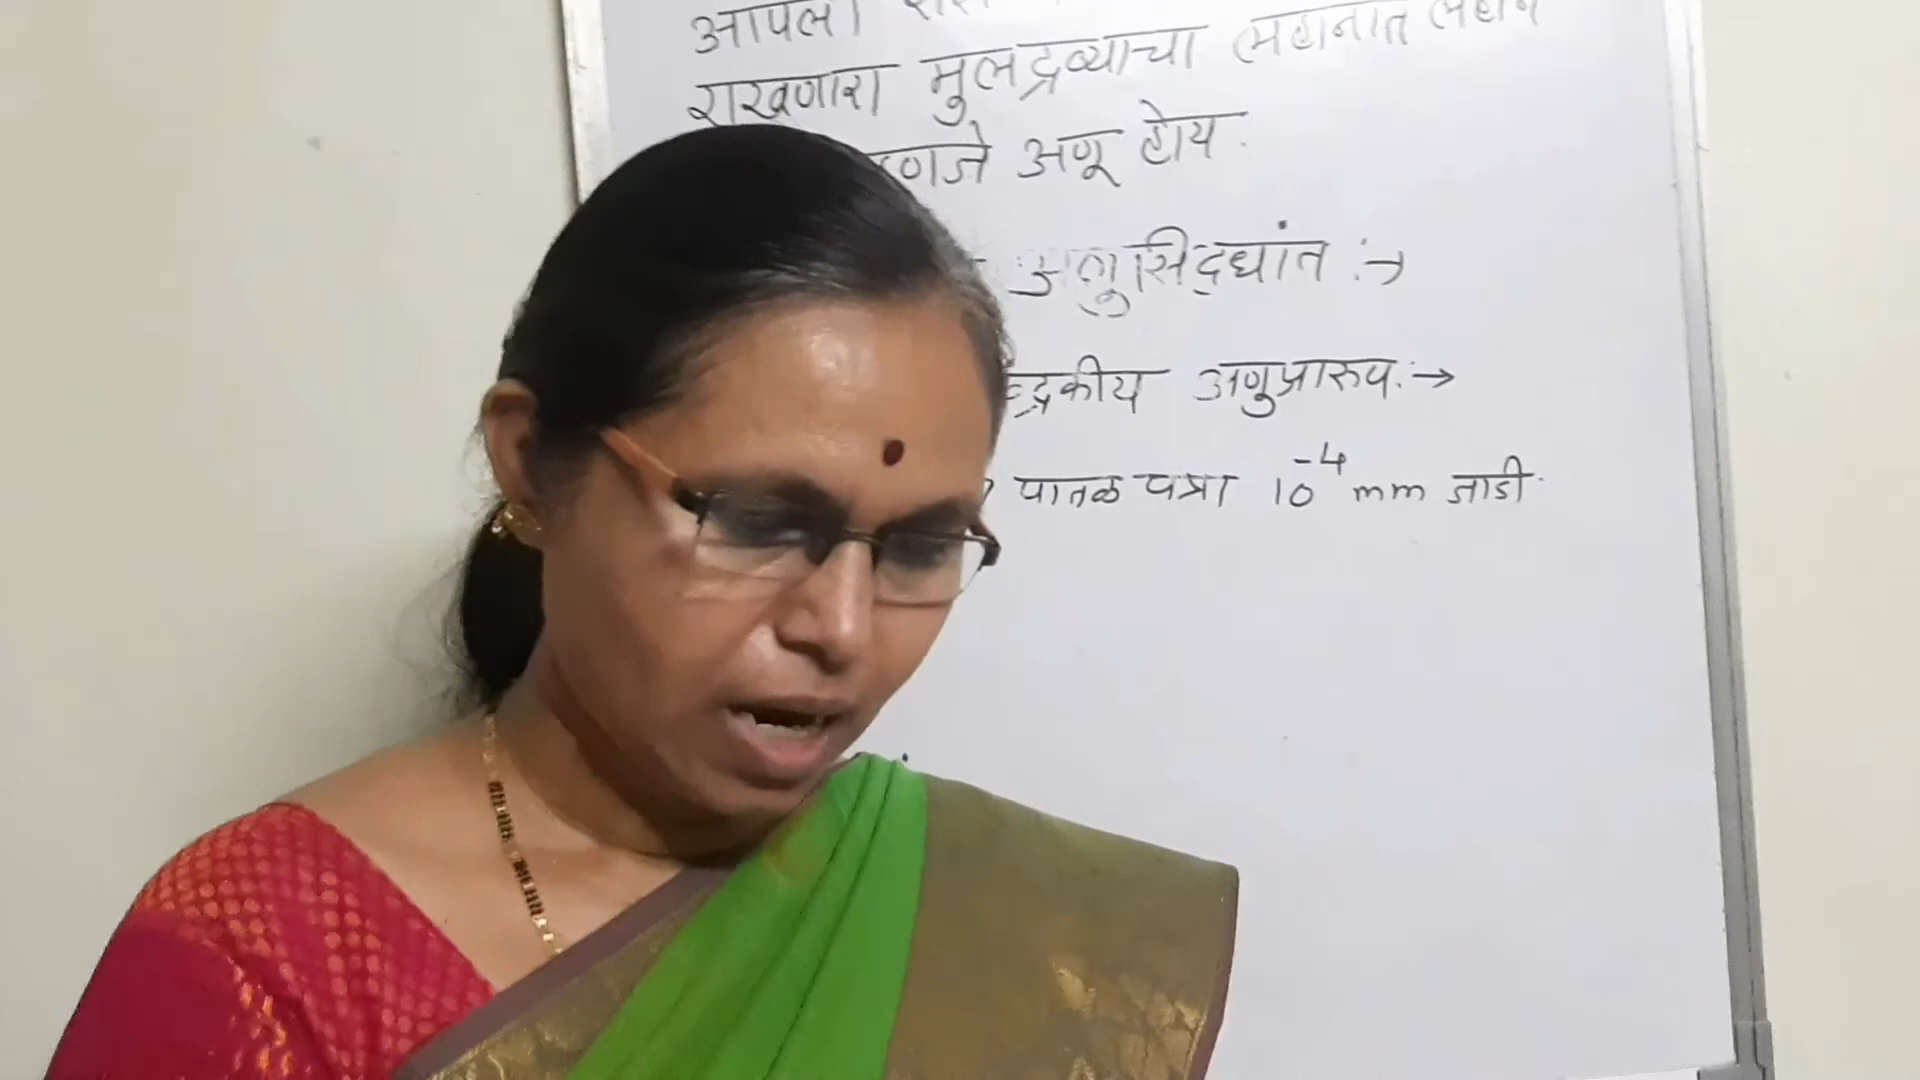 आपला
राखणारा मुलद्रव्याचा लहानात लहान
णजे अणू होय.
अणुसिद्धांत :→
द्रकीय अणुप्रारुप :→
पातळ पत्रा 10⁻⁴ mm जाडी.